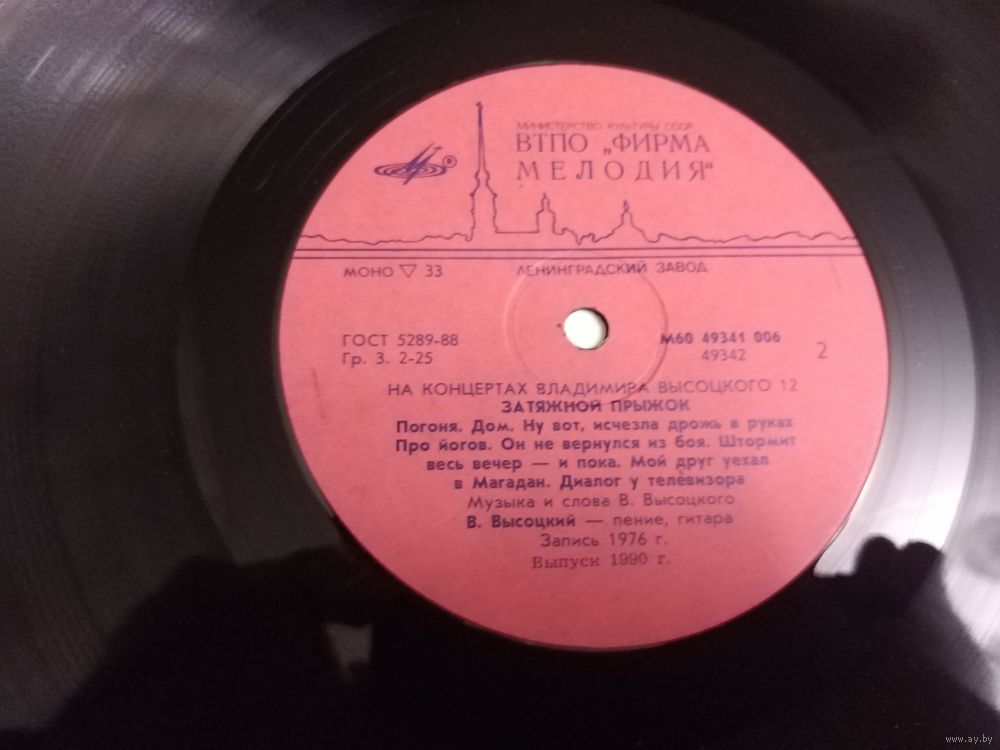 МИНИСТЕРСТВО КУЛЬТУРЫ СССР
ВТПО „ФИРМА
МЕЛОДИЯ"
®
МОНО ▽ 33
ЛЕНИНГРАДСКИЙ ЗАВОД
ГОСТ 5289-88
Гр. 3. 2-25
М60 49341 006
49342
2
НА КОНЦЕРТАХ ВЛАДИМИРА ВЫСОЦКОГО 12
ЗАТЯЖНОЙ ПРЫЖОК
Погоня. Дом. Ну вот, исчезла дрожь в руках
Про йогов. Он не вернулся из боя. Штормит
весь вечер — и пока. Мой друг уехал
в Магадан. Диалог у телевизора
Музыка и слова В. Высоцкого
В. Высоцкий — пение, гитара
Запись 1976 г.
Выпуск 1990 г.
www.ay.by